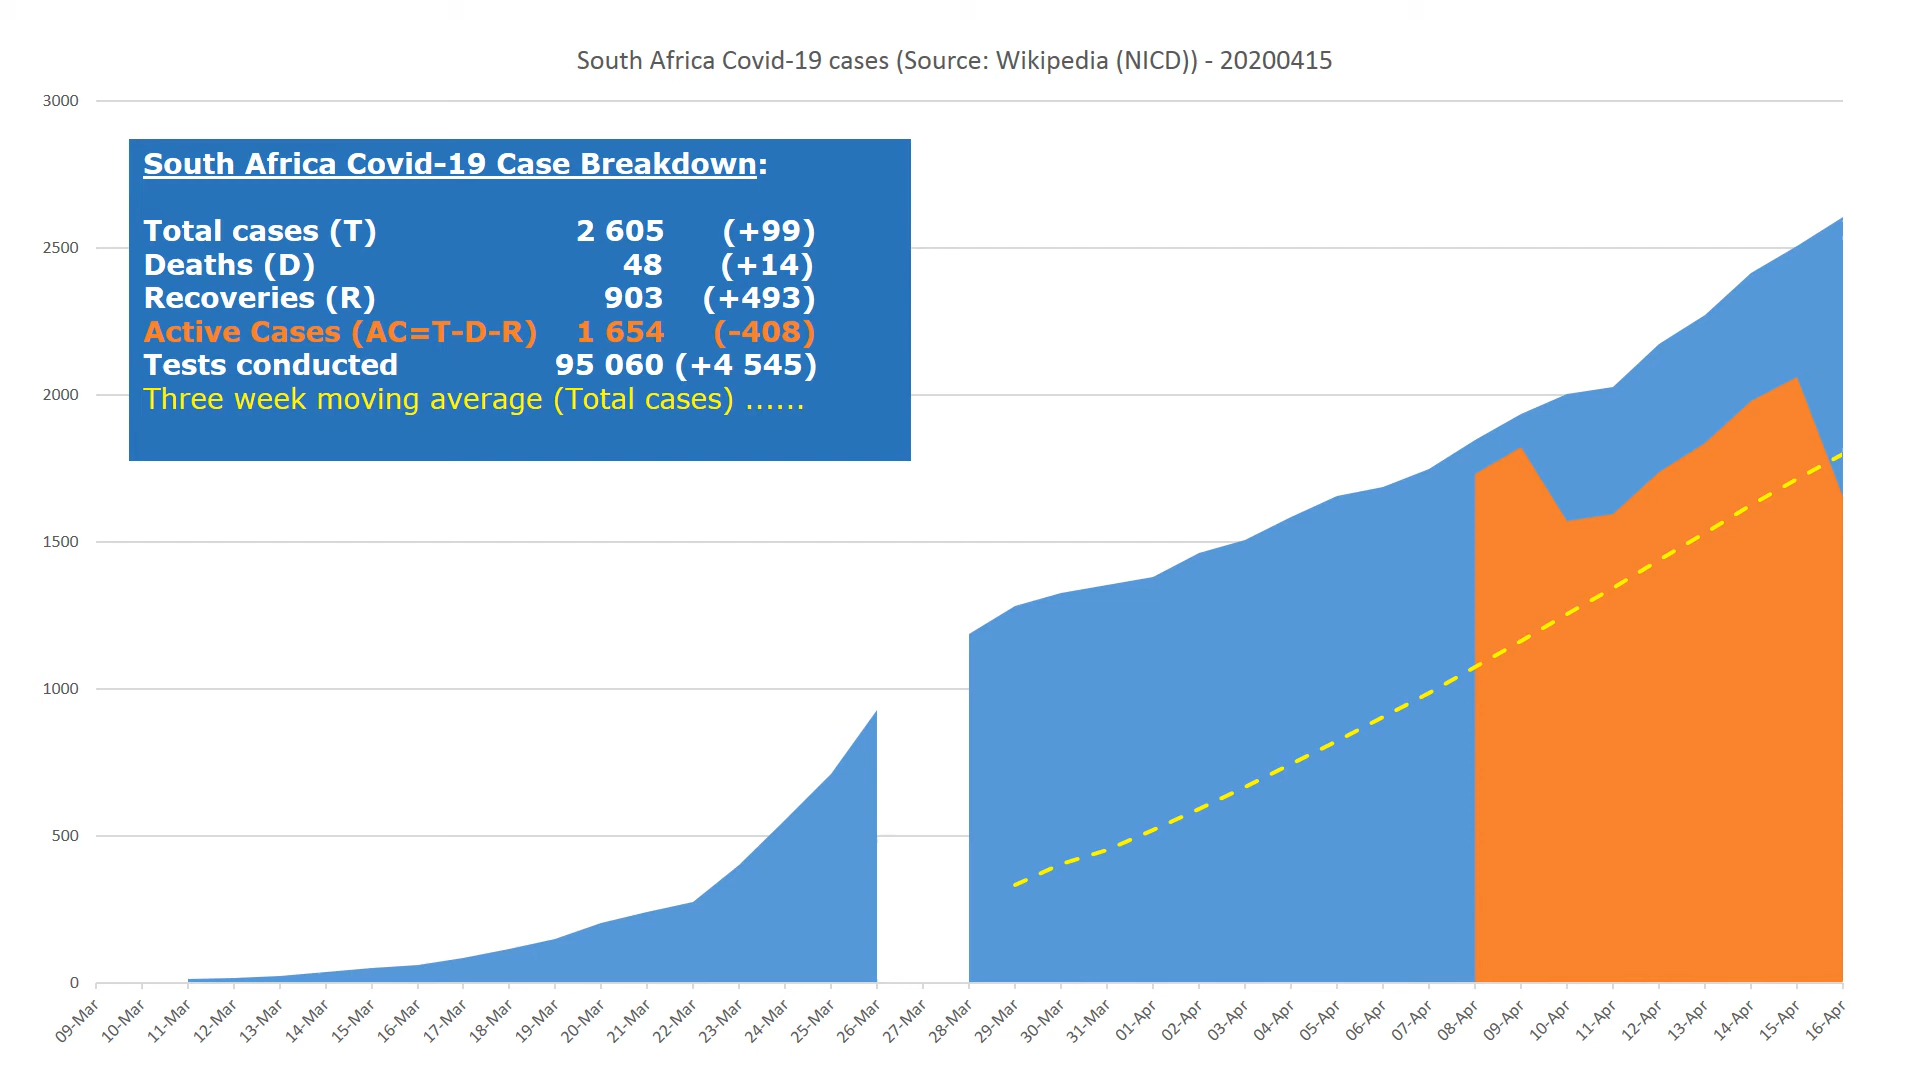 South Africa Covid-19 cases (Source: Wikipedia (NICD)) - 20200415
3000
2500
2000
1500
1000
500
0
South Africa Covid-19 Case Breakdown:
Total cases (T) 2 605 (+99)
Deaths (D) 48 (+14)
Recoveries (R) 903 (+493)
Active Cases (AC=T-D-R) 1 654 (-408)
Tests conducted 95 060 (+4 545)
Three week moving average (Total cases) ......
09-Mar
10-Mar
11-Mar
12-Mar
13-Mar
14-Mar
15-Mar
16-Mar
17-Mar
18-Mar
19-Mar
20-Mar
21-Mar
22-Mar
23-Mar
24-Mar
25-Mar
26-Mar
27-Mar
28-Mar
29-Mar
30-Mar
31-Mar
01-Apr
02-Apr
03-Apr
04-Apr
05-Apr
06-Apr
07-Apr
08-Apr
09-Apr
10-Apr
11-Apr
12-Apr
13-Apr
14-Apr
15-Apr
16-Apr